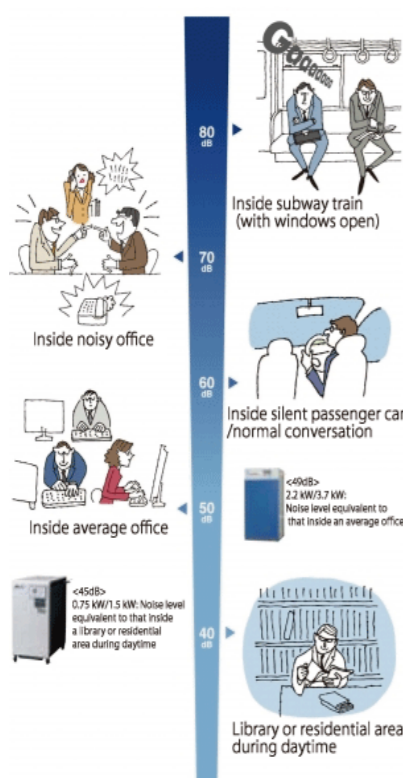 Gooooooo
80
dB
Inside subway train
(with windows open)
70
dB
Inside noisy office
60
dB
Inside silent passenger car
/normal conversation
<49dB>
2.2 kW/3.7 kW:
Noise level equivalent to
that inside an average office
50
dB
Inside average office
<45dB>
0.75 kW/1.5 kW: Noise level
equivalent to that inside
a library or residential
area during daytime
40
dB
Library or residential area
during daytime